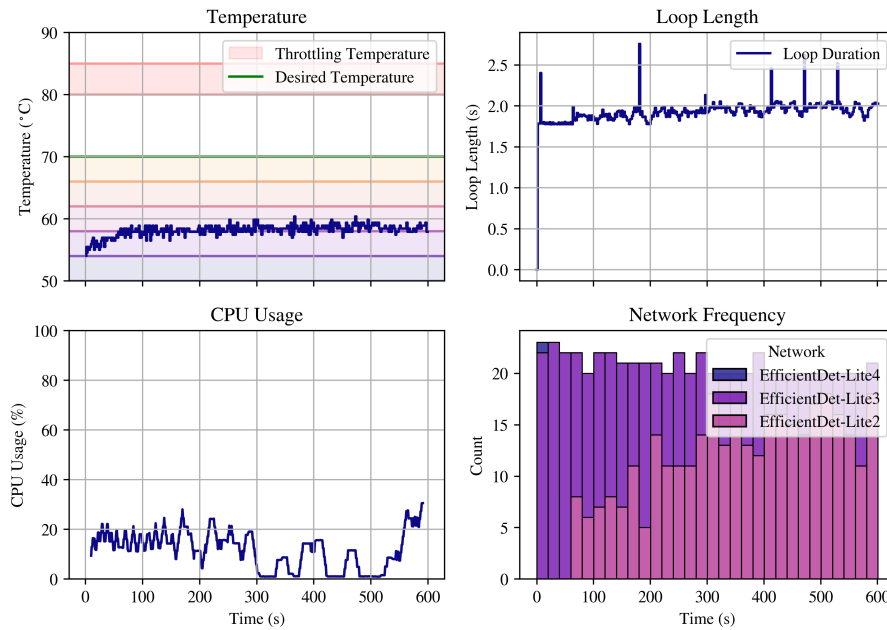 Temperature
90
80
70
60
50
Temperature (°C)
Throttling Temperature
Desired Temperature
Loop Length
2.5
2.0
1.5
1.0
0.5
0.0
Loop Length (s)
Loop Duration
CPU Usage
100
80
60
40
20
0
CPU Usage (%)
0 100 200 300 400 500 600
Time (s)
Network Frequency
20
15
10
5
0
Count
Network
EfficientDet-Lite4
EfficientDet-Lite3
EfficientDet-Lite2
0 100 200 300 400 500 600
Time (s)